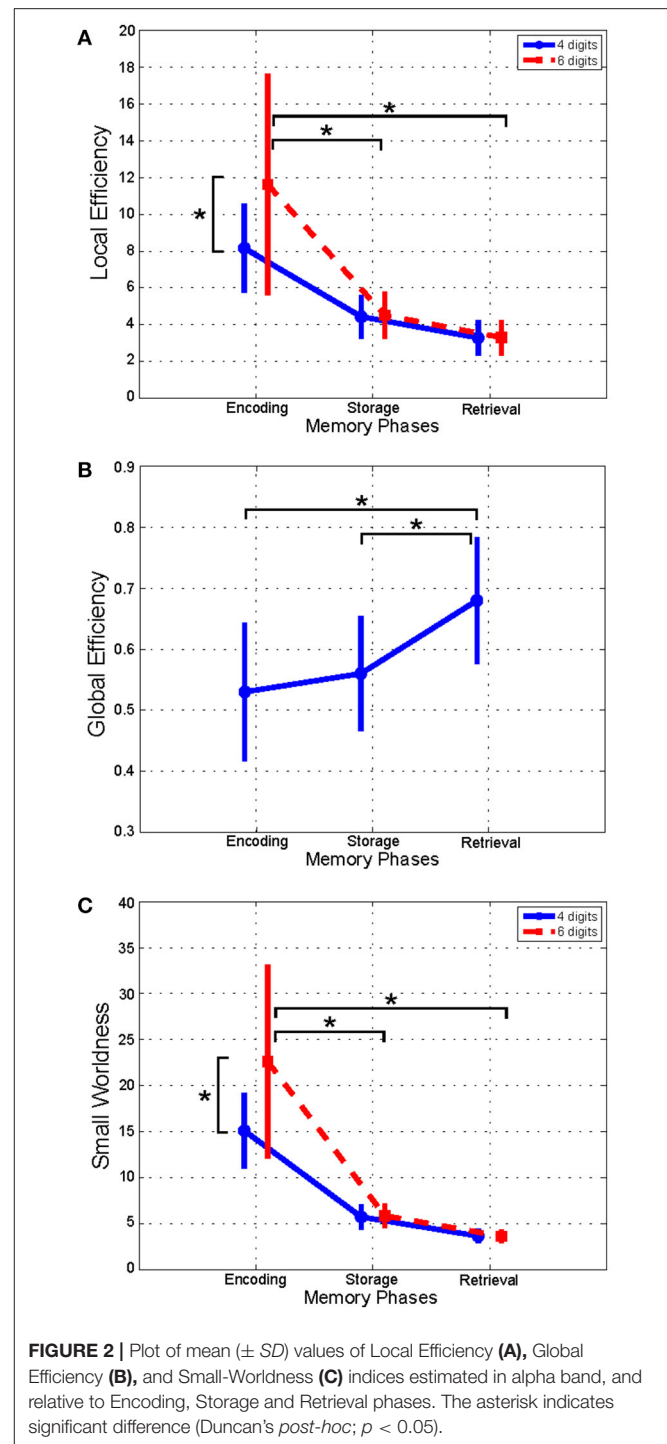 A
20
18
16
14
12
10
8
6
4
2
0
Local Efficiency
4 digits
6 digits
*
*
*
Encoding
Storage
Retrieval
Memory Phases
B
0.9
0.8
0.7
0.6
0.5
0.4
0.3
Global Efficiency
*
*
Encoding
Storage
Retrieval
Memory Phases
C
40
35
30
25
20
15
10
5
0
Small Worldness
4 digits
6 digits
*
*
*
Encoding
Storage
Retrieval
Memory Phases
FIGURE 2 | Plot of mean (± SD) values of Local Efficiency (A), Global
Efficiency (B), and Small-Worldness (C) indices estimated in alpha band, and
relative to Encoding, Storage and Retrieval phases. The asterisk indicates
significant difference (Duncan's post-hoc; p < 0.05).